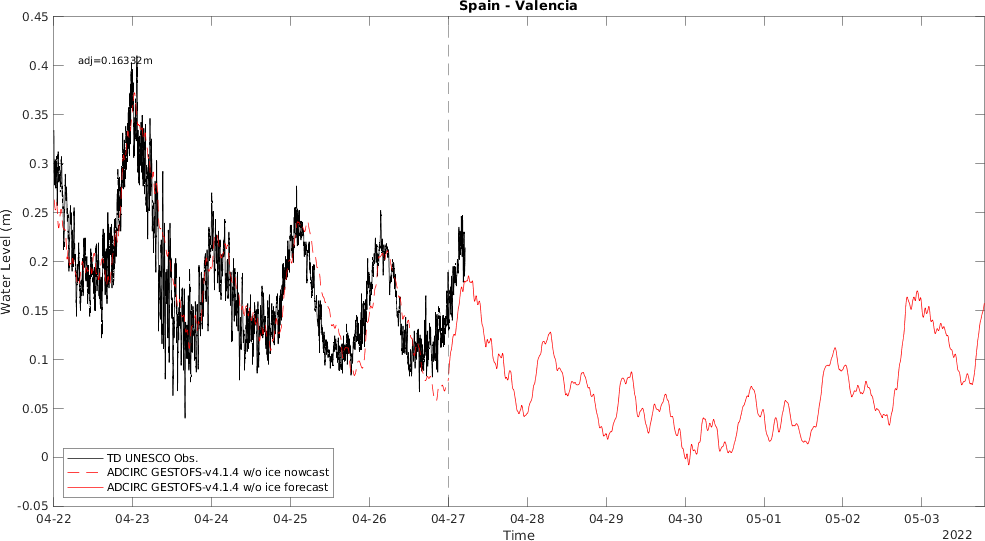 Spain - Valencia
0.45
0.4
0.35
0.3
0.25
0.2
0.15
0.1
0.05
0
-0.05
Water Level (m)
adj=0.16332m
TD UNESCO Obs.
ADCIRC GESTOFS-v4.1.4 w/o ice nowcast
ADCIRC GESTOFS-v4.1.4 w/o ice forecast
04-22 04-23 04-24 04-25 04-26 04-27 04-28 04-29 04-30 05-01 05-02 05-03
Time
2022